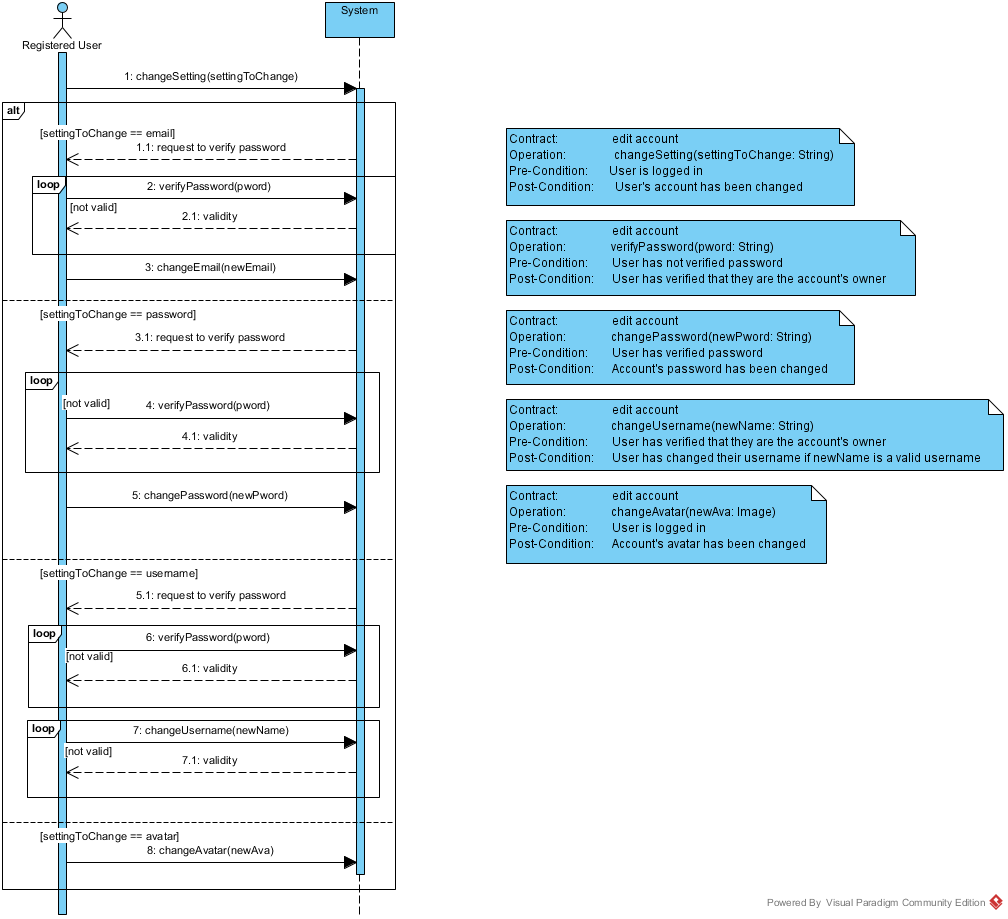 System
Registered User
1: changeSetting(settingToChange)
alt
[settingToChange == email]
1.1: request to verify password
loop
2: verifyPassword(pword)
[not valid]
2.1: validity
3: changeEmail(newEmail)
[settingToChange == password]
3.1: request to verify password
loop
[not valid]
4: verifyPassword(pword)
4.1: validity
5: changePassword(newPword)
[settingToChange == username]
5.1: request to verify password
loop
6: verifyPassword(pword)
[not valid]
6.1: validity
loop
7: changeUsername(newName)
[not valid]
7.1: validity
[settingToChange == avatar]
8: changeAvatar(newAva)
Contract: edit account
Operation: changeSetting(settingToChange: String)
Pre-Condition: User is logged in
Post-Condition: User's account has been changed
Contract: edit account
Operation: verifyPassword(pword: String)
Pre-Condition: User has not verified password
Post-Condition: User has verified that they are the account's owner
Contract: edit account
Operation: changePassword(newPword: String)
Pre-Condition: User has verified password
Post-Condition: Account's password has been changed
Contract: edit account
Operation: changeUsername(newName: String)
Pre-Condition: User has verified that they are the account's owner
Post-Condition: User has changed their username if newName is a valid username
Contract: edit account
Operation: changeAvatar(newAva: Image)
Pre-Condition: User is logged in
Post-Condition: Account's avatar has been changed
Powered By Visual Paradigm Community Edition